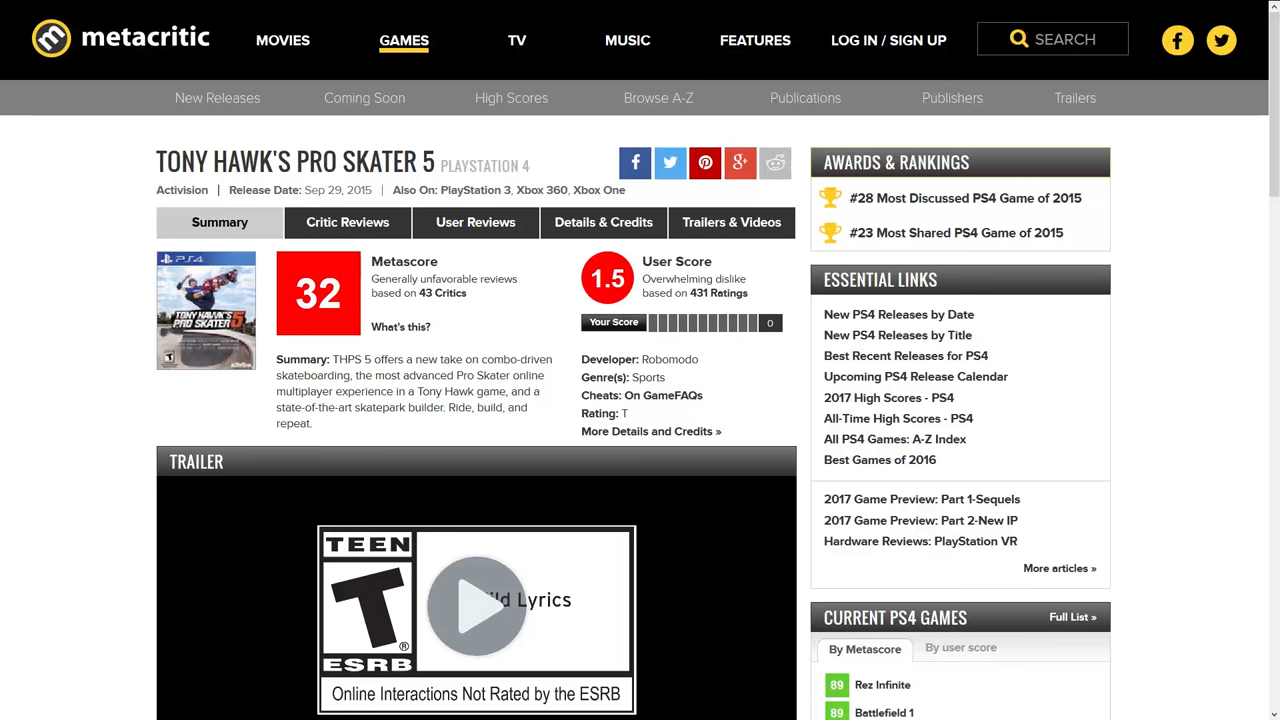 metacritic
MOVIES GAMES TV MUSIC FEATURES LOG IN / SIGN UP SEARCH
New Releases Coming Soon High Scores Browse A-Z Publications Publishers Trailers
TONY HAWK'S PRO SKATER 5 PLAYSTATION 4
Activision | Release Date: Sep 29, 2015 | Also On: PlayStation 3, Xbox 360, Xbox One
Summary Critic Reviews User Reviews Details & Credits Trailers & Videos
PS4
TONY HAWK'S
PRO SKATER 5
32
Metascore
Generally unfavorable reviews
based on 43 Critics
What's this?
Summary: THPS 5 offers a new take on combo-driven
skateboarding, the most advanced Pro Skater online
multiplayer experience in a Tony Hawk game, and a
state-of-the-art skatepark builder. Ride, build, and
repeat.
1.5
User Score
Overwhelming dislike
based on 431 Ratings
Your Score 0
Developer: Robomodo
Genre(s): Sports
Cheats: On GameFAQs
Rating: T
More Details and Credits »
TRAILER
TEEN
T
ESRB
Lyrics
Online Interactions Not Rated by the ESRB
AWARDS & RANKINGS
#28 Most Discussed PS4 Game of 2015
#23 Most Shared PS4 Game of 2015
ESSENTIAL LINKS
New PS4 Releases by Date
New PS4 Releases by Title
Best Recent Releases for PS4
Upcoming PS4 Release Calendar
2017 High Scores - PS4
All-Time High Scores - PS4
All PS4 Games: A-Z Index
Best Games of 2016
2017 Game Preview: Part 1-Sequels
2017 Game Preview: Part 2-New IP
Hardware Reviews: PlayStation VR
More articles »
CURRENT PS4 GAMES Full List »
By Metascore By user score
89 Rez Infinite
89 Battlefield 1